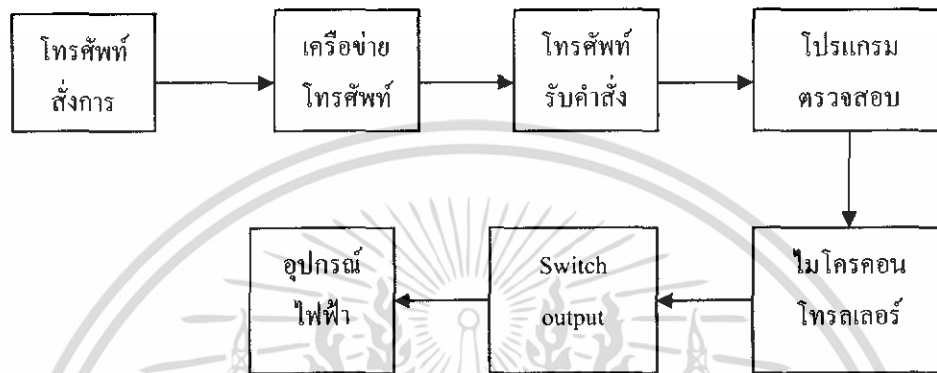 โทรศัพท์
สั่งการ
เครือข่าย
โทรศัพท์
โทรศัพท์
รับคำสั่ง
โปรแกรม
ตรวจสอบ
ไมโครคอน
โทรลเลอร์
Switch
output
อุปกรณ์
ไฟฟ้า